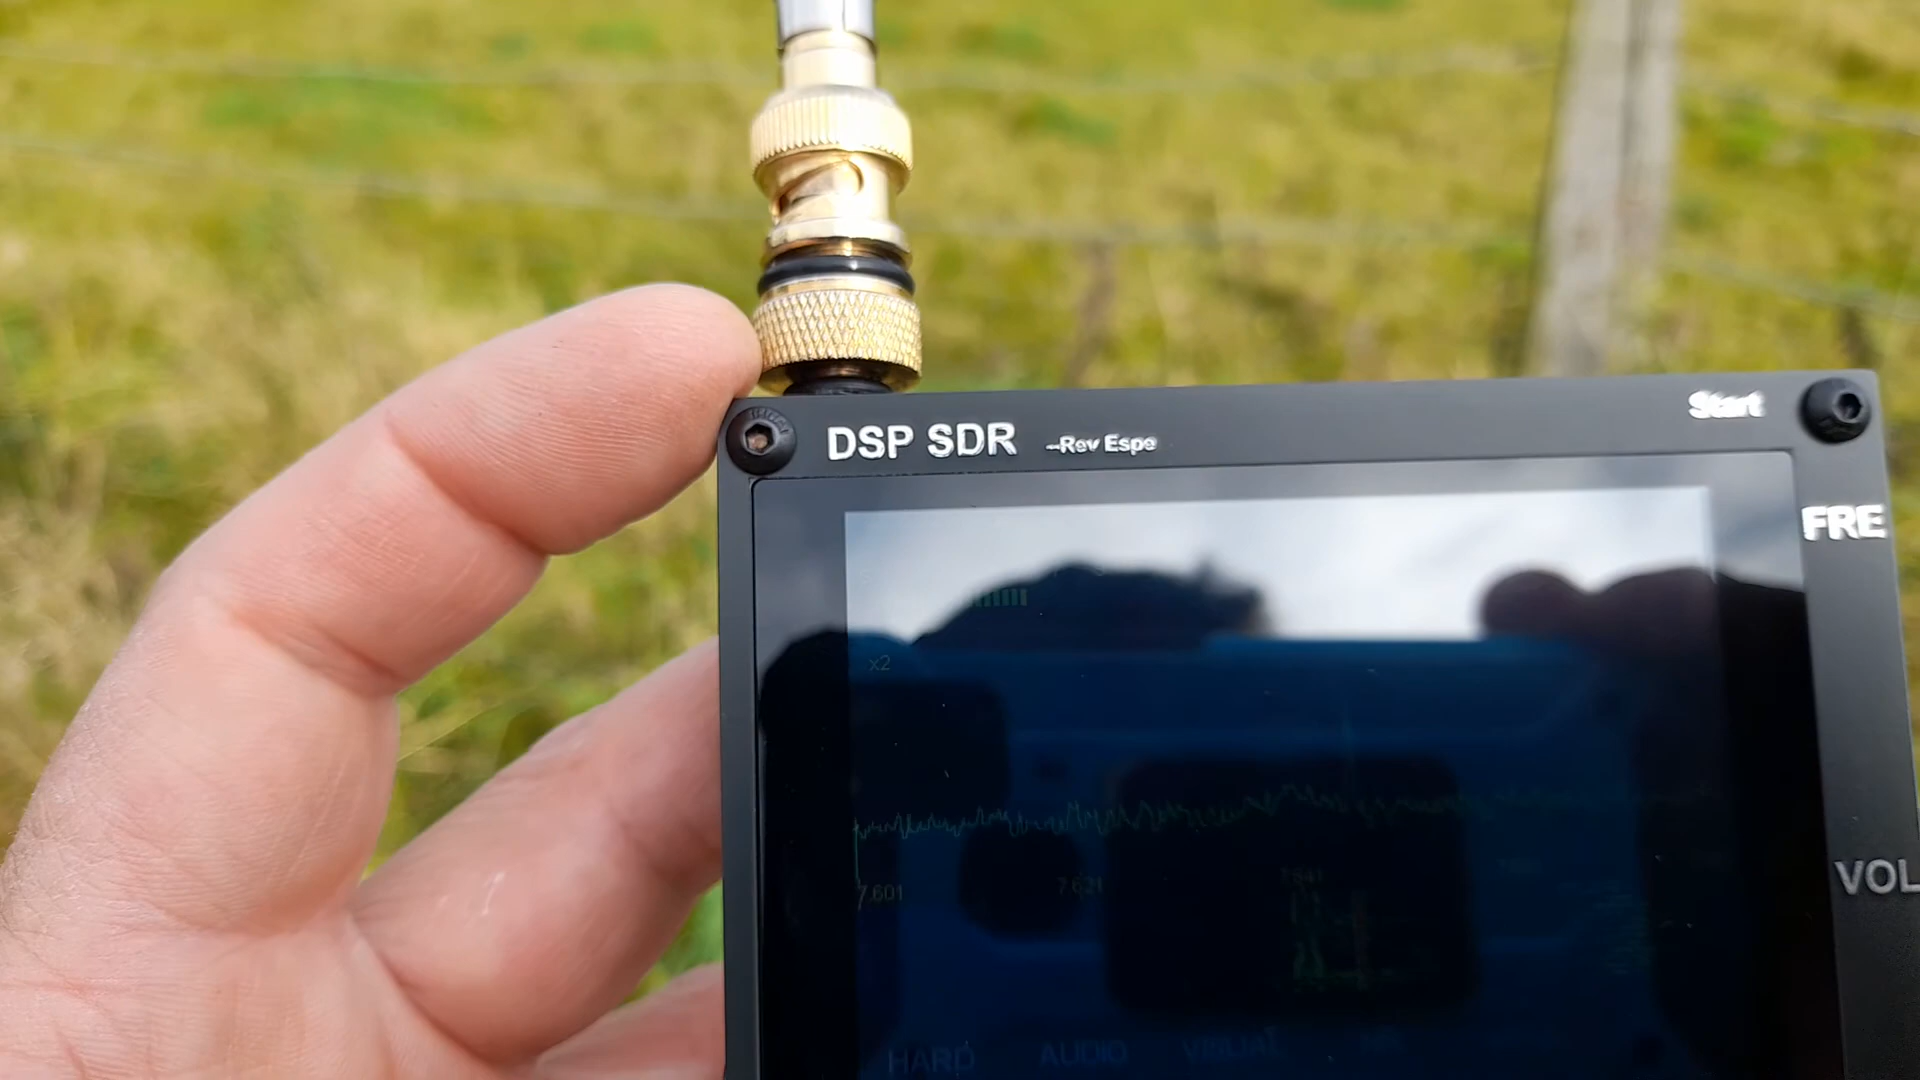 DSP SDR --Rev Espe
Start
FRE
x2
VOL
7.601 7.621
HARD AUDIO VISUAL